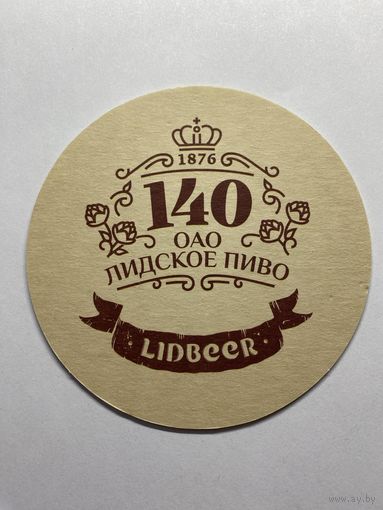 1876
140
ОАО
ЛИДСКОЕ ПИВО
· LIDBEER ·
www.ay.by